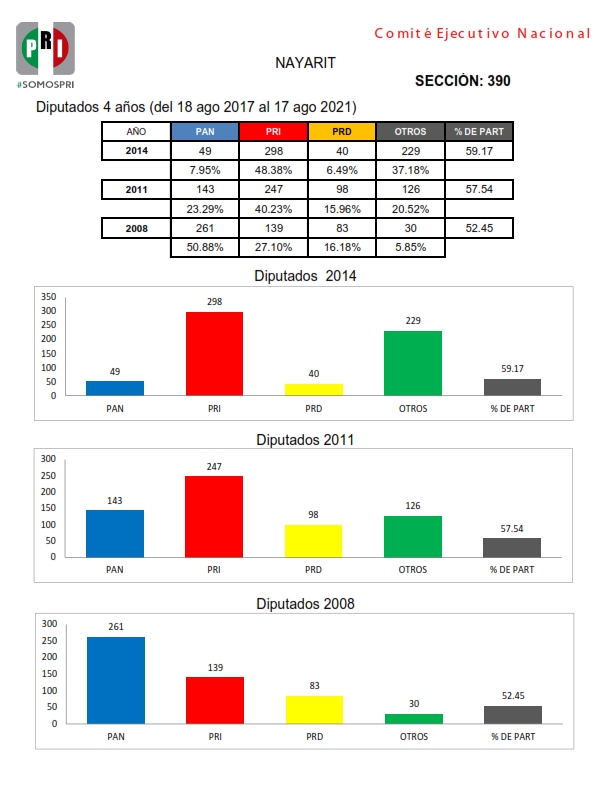 Comité Ejecutivo Nacional
PRI
#SOMOSPRI
NAYARIT
SECCIÓN: 390
Diputados 4 años (del 18 ago 2017 al 17 ago 2021)
AÑO PAN PRI PRD OTROS % DE PART
2014 49 298 40 229 59.17
7.95% 48.38% 6.49% 37.18%
2011 143 247 98 126 57.54
23.29% 40.23% 15.96% 20.52%
2008 261 139 83 30 52.45
50.88% 27.10% 16.18% 5.85%
Diputados 2014
350
300
250
200
150
100
50
0
49 298 40 229 59.17
PAN PRI PRD OTROS % DE PART
Diputados 2011
300
250
200
150
100
50
0
143 247 98 126 57.54
PAN PRI PRD OTROS % DE PART
Diputados 2008
300
250
200
150
100
50
0
261 139 83 30 52.45
PAN PRI PRD OTROS % DE PART